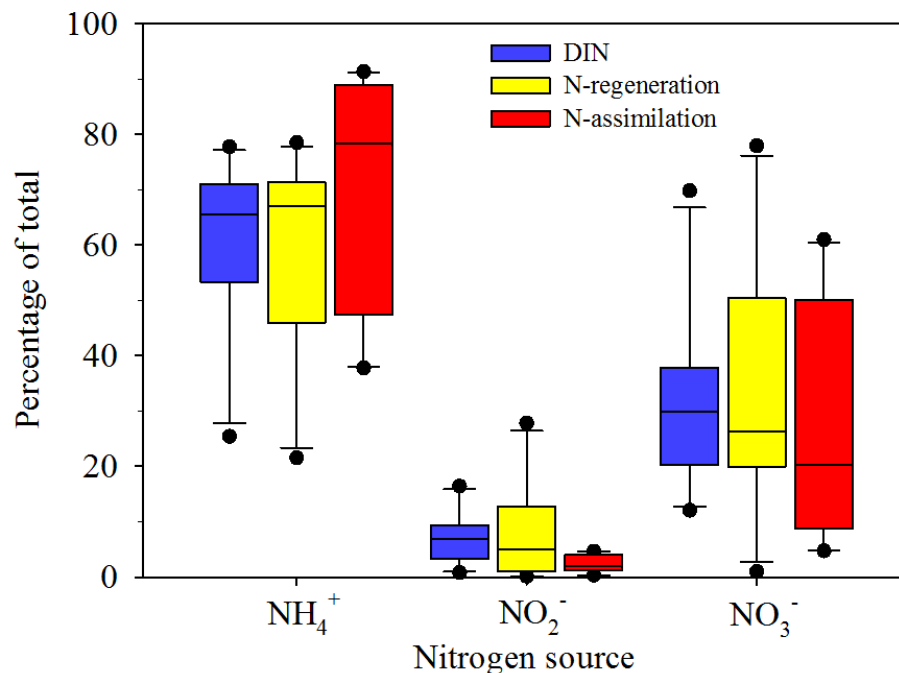 100
80
60
40
20
0
Percentage of total
DIN
N-regeneration
N-assimilation
NH₄⁺
NO₂⁻
NO₃⁻
Nitrogen source